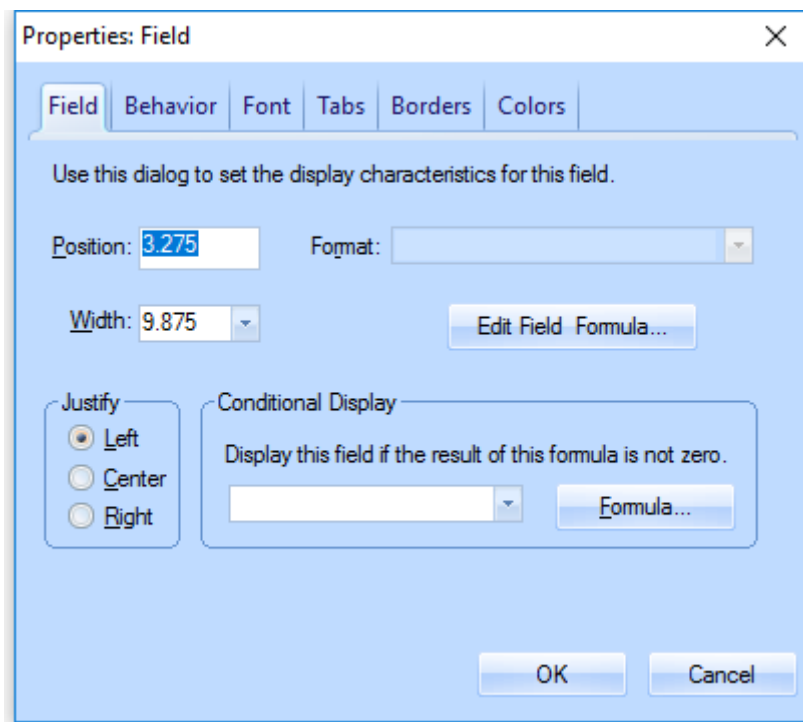 Properties: Field
Field Behavior Font Tabs Borders Colors
Use this dialog to set the display characteristics for this field.
Position: 3.275 Format:
Width: 9.875 Edit Field Formula...
Justify Conditional Display
Left
Display this field if the result of this formula is not zero.
Center
Formula...
Right
OK Cancel